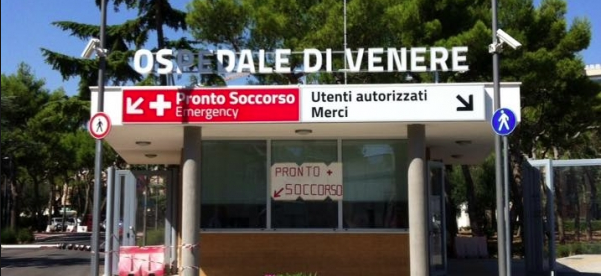 OSPEDALE DI VENERE
Pronto Soccorso
Emergency
Utenti autorizzati
Merci
PRONTO +
SOCCORSO